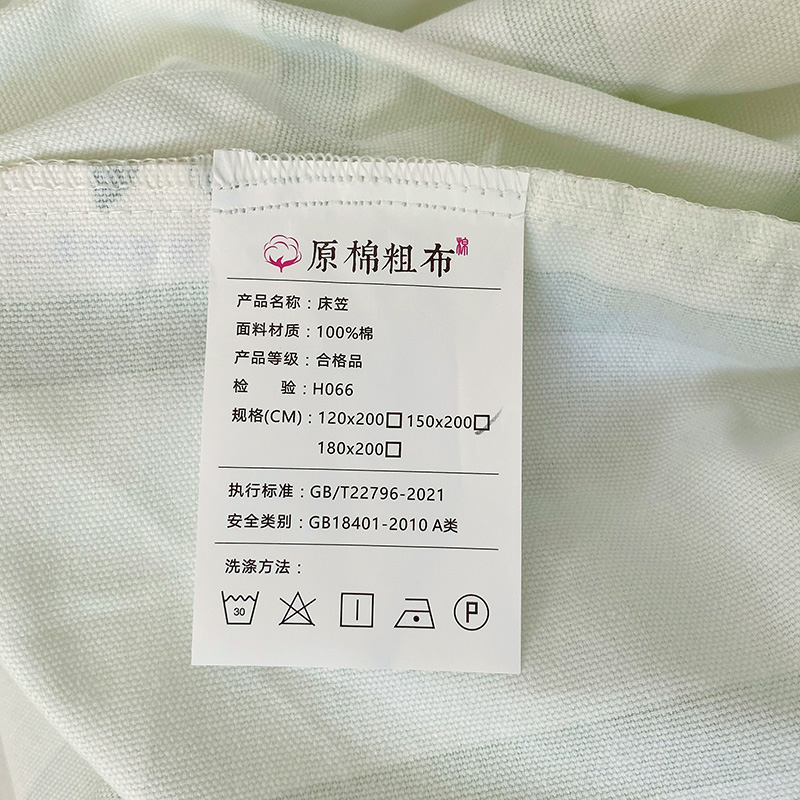 原棉粗布 棉
产品名称：床笠
面料材质：100%棉
产品等级：合格品
检 验：H066
规格(CM)：120x200□ 150x200□
180x200□
执行标准：GB/T22796-2021
安全类别：GB18401-2010 A类
洗涤方法：
30 P